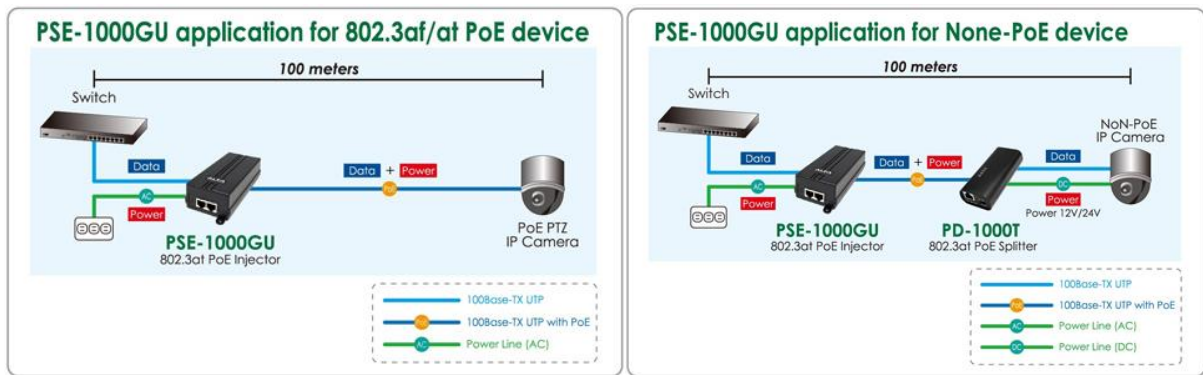 PSE-1000GU application for 802.3af/at PoE device
100 meters
Switch
Data
AC
Power
Data + Power
PoE
PSE-1000GU
802.3at PoE Injector
PoE PTZ
IP Camera
100Base-TX UTP
PoE
100Base-TX UTP with PoE
AC
Power Line (AC)
PSE-1000GU application for None-PoE device
100 meters
Switch
NoN-PoE
IP Camera
Data
AC
Power
Data + Power
PoE
Data
DC
Power
Power 12V/24V
PSE-1000GU
802.3at PoE Injector
PD-1000T
802.3at PoE Splitter
100Base-TX UTP
PoE
100Base-TX UTP with PoE
AC
Power Line (AC)
DC
Power Line (DC)